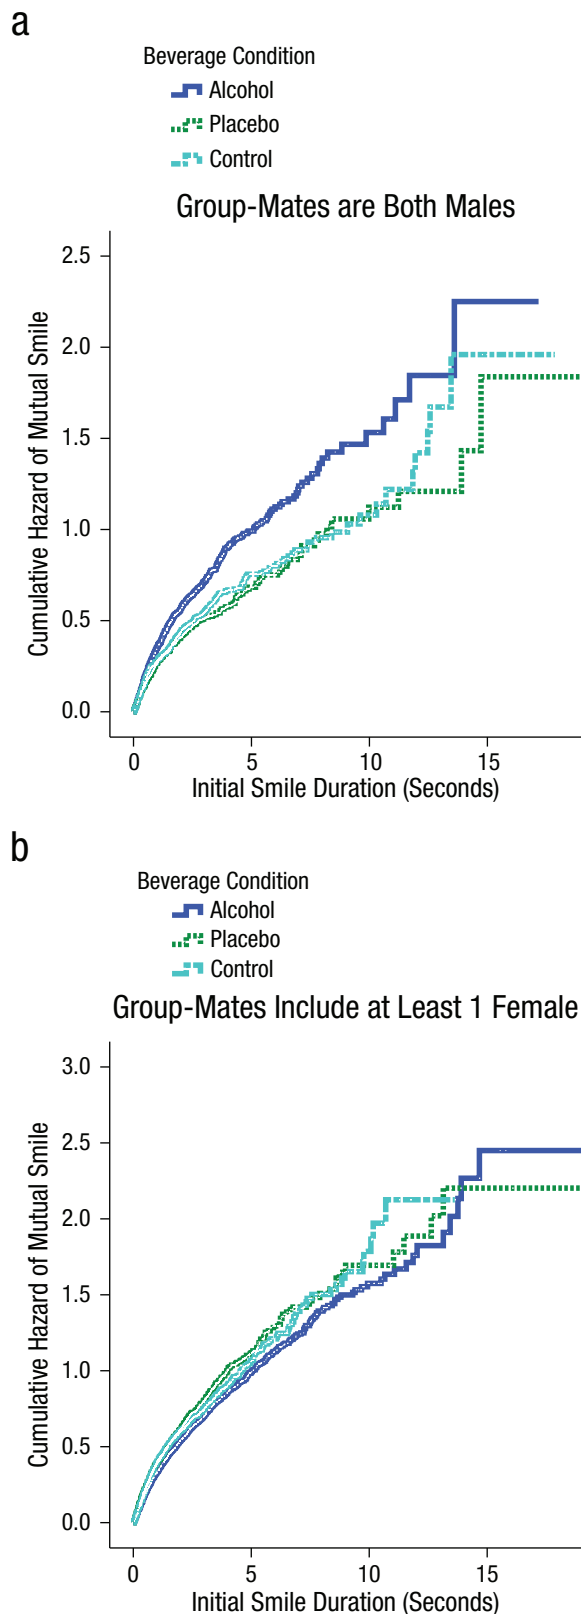 a
Beverage Condition
Alcohol
Placebo
Control
Group-Mates are Both Males
2.5
2.0
1.5
1.0
0.5
0.0
Cumulative Hazard of Mutual Smile
0 5 10 15
Initial Smile Duration (Seconds)
b
Beverage Condition
Alcohol
Placebo
Control
Group-Mates Include at Least 1 Female
3.0
2.5
2.0
1.5
1.0
0.5
0.0
Cumulative Hazard of Mutual Smile
0 5 10 15
Initial Smile Duration (Seconds)